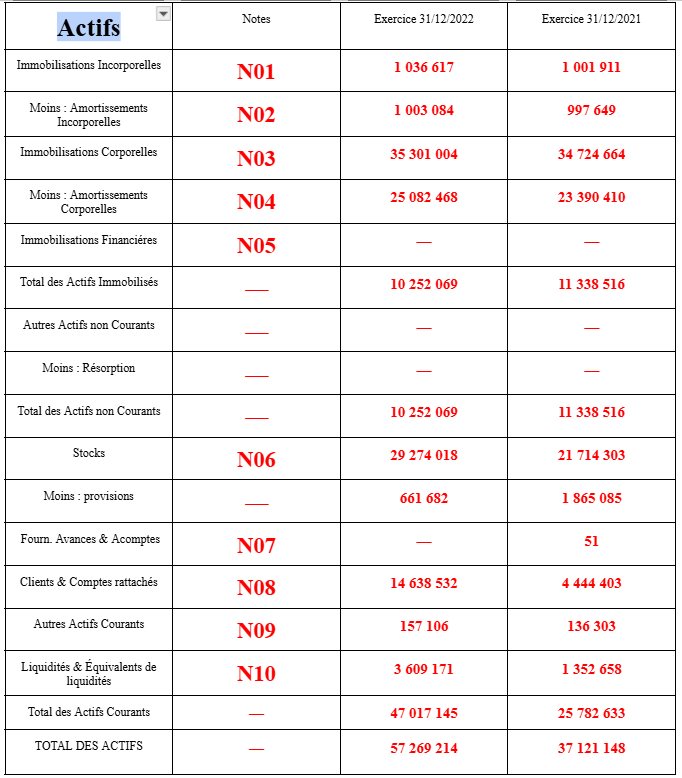 Actifs Notes Exercice 31/12/2022 Exercice 31/12/2021
Immobilisations Incorporelles N01 1 036 617 1 001 911
Moins : Amortissements
Incorporelles N02 1 003 084 997 649
Immobilisations Corporelles N03 35 301 004 34 724 664
Moins : Amortissements
Corporelles N04 25 082 468 23 390 410
Immobilisations Financiéres N05 — —
Total des Actifs Immobilisés — 10 252 069 11 338 516
Autres Actifs non Courants — — —
Moins : Résorption — — —
Total des Actifs non Courants — 10 252 069 11 338 516
Stocks N06 29 274 018 21 714 303
Moins : provisions — 661 682 1 865 085
Fourn. Avances & Acomptes N07 — 51
Clients & Comptes rattachés N08 14 638 532 4 444 403
Autres Actifs Courants N09 157 106 136 303
Liquidités & Équivalents de
liquidités N10 3 609 171 1 352 658
Total des Actifs Courants — 47 017 145 25 782 633
TOTAL DES ACTIFS — 57 269 214 37 121 148